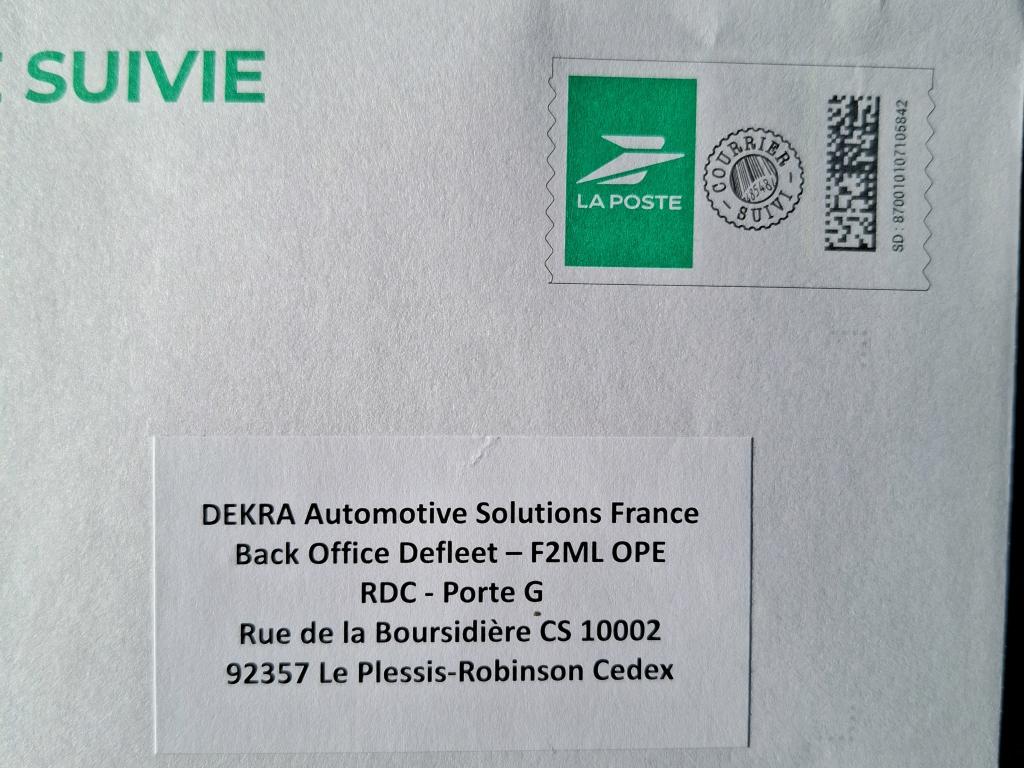 SUIVIE
LA POSTE
COURRIER
SUIVI
SD : 870010107105842
DEKRA Automotive Solutions France
Back Office Defleet – F2ML OPE
RDC - Porte G
Rue de la Boursidière CS 10002
92357 Le Plessis-Robinson Cedex